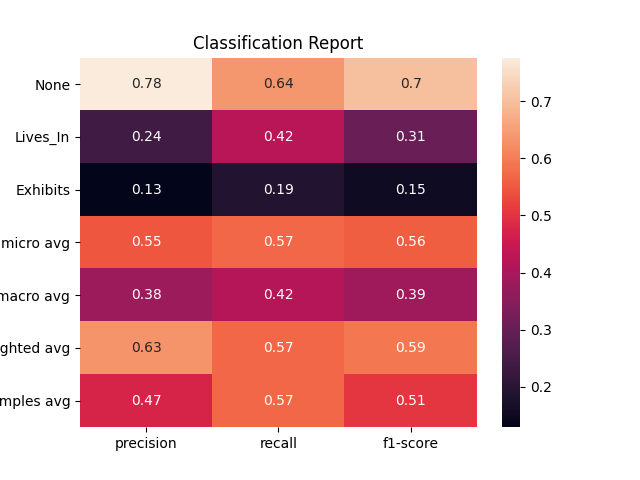 Classification Report
None 0.78 0.64 0.7
Lives_In 0.24 0.42 0.31
Exhibits 0.13 0.19 0.15
micro avg 0.55 0.57 0.56
macro avg 0.38 0.42 0.39
ghted avg 0.63 0.57 0.59
mples avg 0.47 0.57 0.51
precision recall f1-score
0.7
0.6
0.5
0.4
0.3
0.2